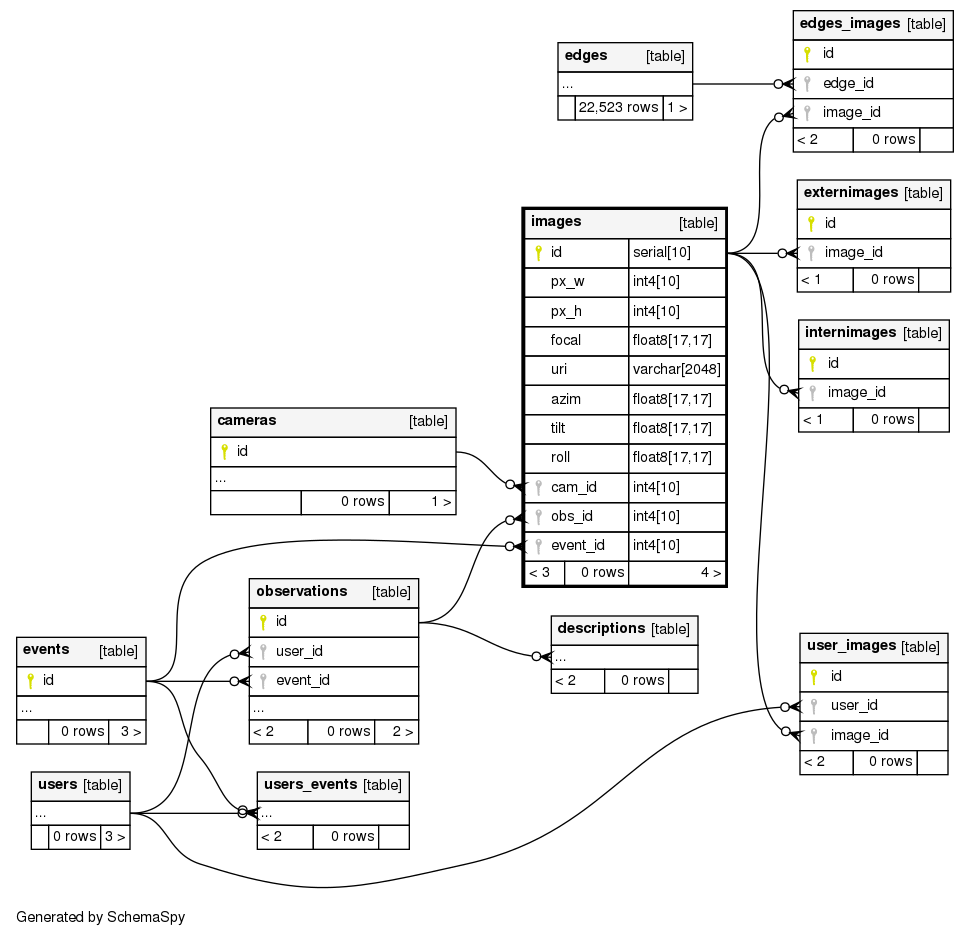 edges_images [table]
id
edge_id
image_id
< 2 0 rows
edges [table]
...
22,523 rows 1 >
externimages [table]
id
image_id
< 1 0 rows
images [table]
id serial[10]
px_w int4[10]
px_h int4[10]
focal float8[17,17]
uri varchar[2048]
azim float8[17,17]
tilt float8[17,17]
roll float8[17,17]
cam_id int4[10]
obs_id int4[10]
event_id int4[10]
< 3 0 rows 4 >
internimages [table]
id
image_id
< 1 0 rows
cameras [table]
id
...
0 rows 1 >
observations [table]
id
user_id
event_id
...
< 2 0 rows 2 >
descriptions [table]
...
< 2 0 rows
events [table]
id
...
0 rows 3 >
user_images [table]
id
user_id
image_id
< 2 0 rows
users [table]
...
0 rows 3 >
users_events [table]
...
< 2 0 rows
Generated by SchemaSpy